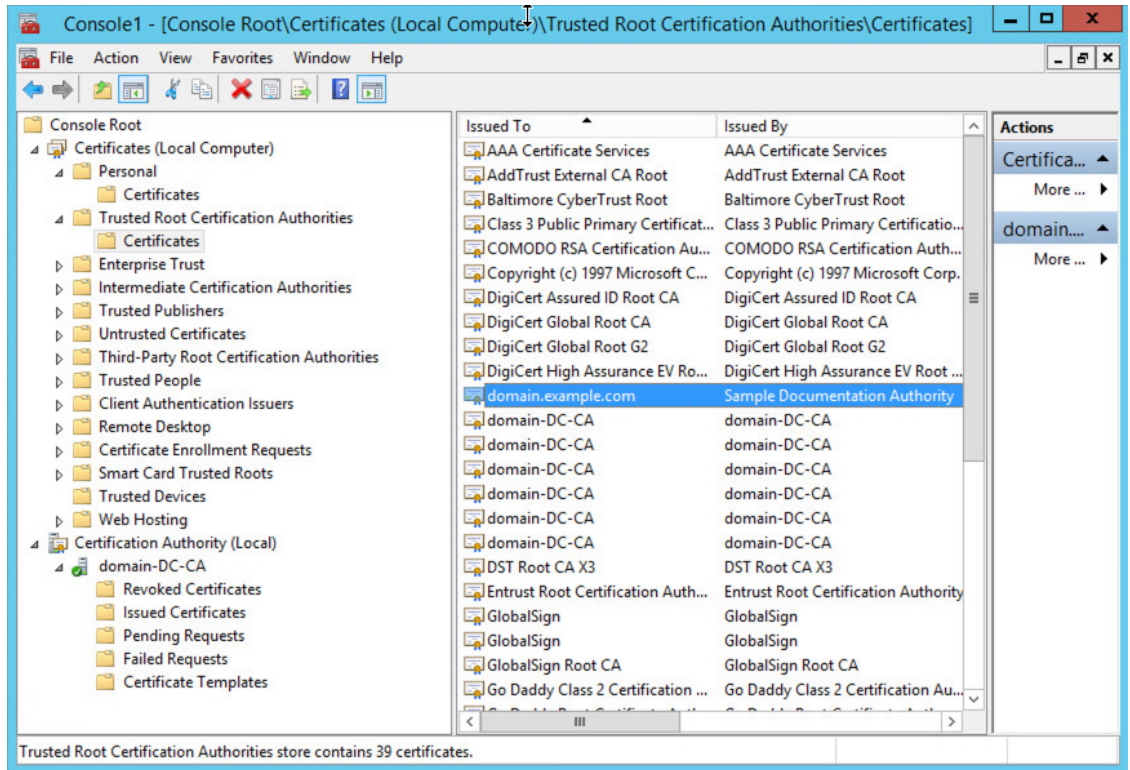 Console1 - [Console Root\Certificates (Local Computer)\Trusted Root Certification Authorities\Certificates]
File Action View Favorites Window Help
Console Root
Certificates (Local Computer)
Personal
Certificates
Trusted Root Certification Authorities
Certificates
Enterprise Trust
Intermediate Certification Authorities
Trusted Publishers
Untrusted Certificates
Third-Party Root Certification Authorities
Trusted People
Client Authentication Issuers
Remote Desktop
Certificate Enrollment Requests
Smart Card Trusted Roots
Trusted Devices
Web Hosting
Certification Authority (Local)
domain-DC-CA
Revoked Certificates
Issued Certificates
Pending Requests
Failed Requests
Certificate Templates
Issued To Issued By
AAA Certificate Services AAA Certificate Services
AddTrust External CA Root AddTrust External CA Root
Baltimore CyberTrust Root Baltimore CyberTrust Root
Class 3 Public Primary Certificat... Class 3 Public Primary Certificatio...
COMODO RSA Certification Au... COMODO RSA Certification Auth...
Copyright (c) 1997 Microsoft C... Copyright (c) 1997 Microsoft Corp.
DigiCert Assured ID Root CA DigiCert Assured ID Root CA
DigiCert Global Root CA DigiCert Global Root CA
DigiCert Global Root G2 DigiCert Global Root G2
DigiCert High Assurance EV Ro... DigiCert High Assurance EV Root ...
domain.example.com Sample Documentation Authority
domain-DC-CA domain-DC-CA
domain-DC-CA domain-DC-CA
domain-DC-CA domain-DC-CA
domain-DC-CA domain-DC-CA
domain-DC-CA domain-DC-CA
domain-DC-CA domain-DC-CA
DST Root CA X3 DST Root CA X3
Entrust Root Certification Auth... Entrust Root Certification Authority
GlobalSign GlobalSign
GlobalSign GlobalSign
GlobalSign Root CA GlobalSign Root CA
Go Daddy Class 2 Certification ... Go Daddy Class 2 Certification Au...
Actions
Certifica...
More ...
domain....
More ...
Trusted Root Certification Authorities store contains 39 certificates.